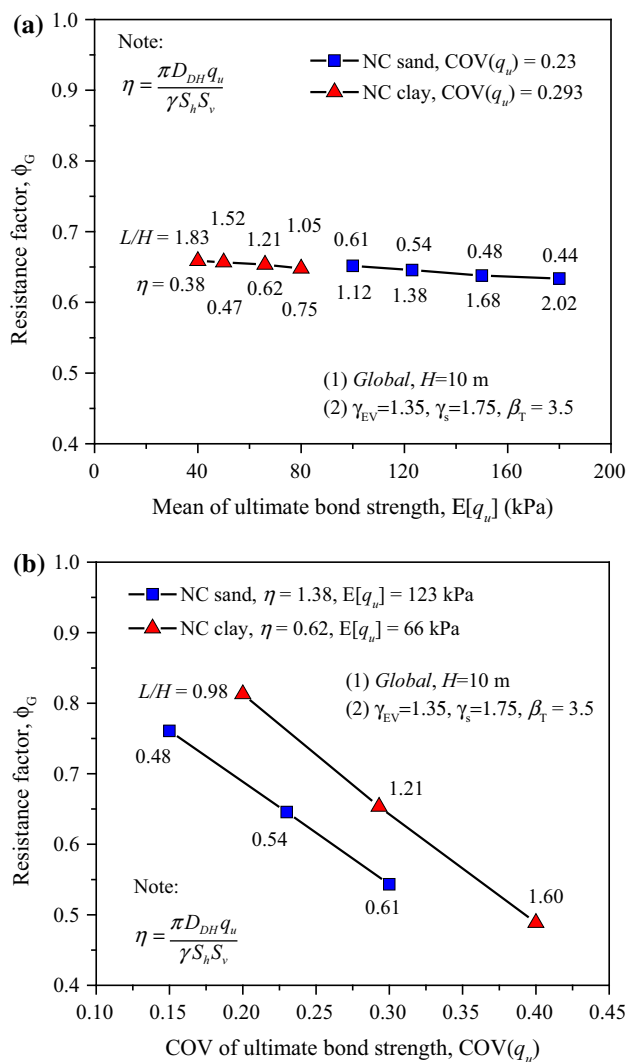 (a)
Note:
η = πD_DH q_u / γS_h S_v
NC sand, COV(q_u) = 0.23
NC clay, COV(q_u) = 0.293
1.0
0.9
0.8
0.7
0.6
0.5
0.4
Resistance factor, ϕ_G
L/H = 1.83
1.52
1.21
1.05
0.61
0.54
0.48
0.44
η = 0.38
0.47
0.62
0.75
1.12
1.38
1.68
2.02
(1) Global, H=10 m
(2) γ_EV=1.35, γ_s=1.75, β_T = 3.5
0 40 80 120 160 200
Mean of ultimate bond strength, E[q_u] (kPa)
(b)
NC sand, η = 1.38, E[q_u] = 123 kPa
NC clay, η = 0.62, E[q_u] = 66 kPa
1.0
0.9
0.8
0.7
0.6
0.5
0.4
Resistance factor, ϕ_G
L/H = 0.98
(1) Global, H=10 m
(2) γ_EV=1.35, γ_s=1.75, β_T = 3.5
0.48
1.21
0.54
0.61
1.60
Note:
η = πD_DH q_u / γS_h S_v
0.10 0.15 0.20 0.25 0.30 0.35 0.40 0.45
COV of ultimate bond strength, COV(q_u)